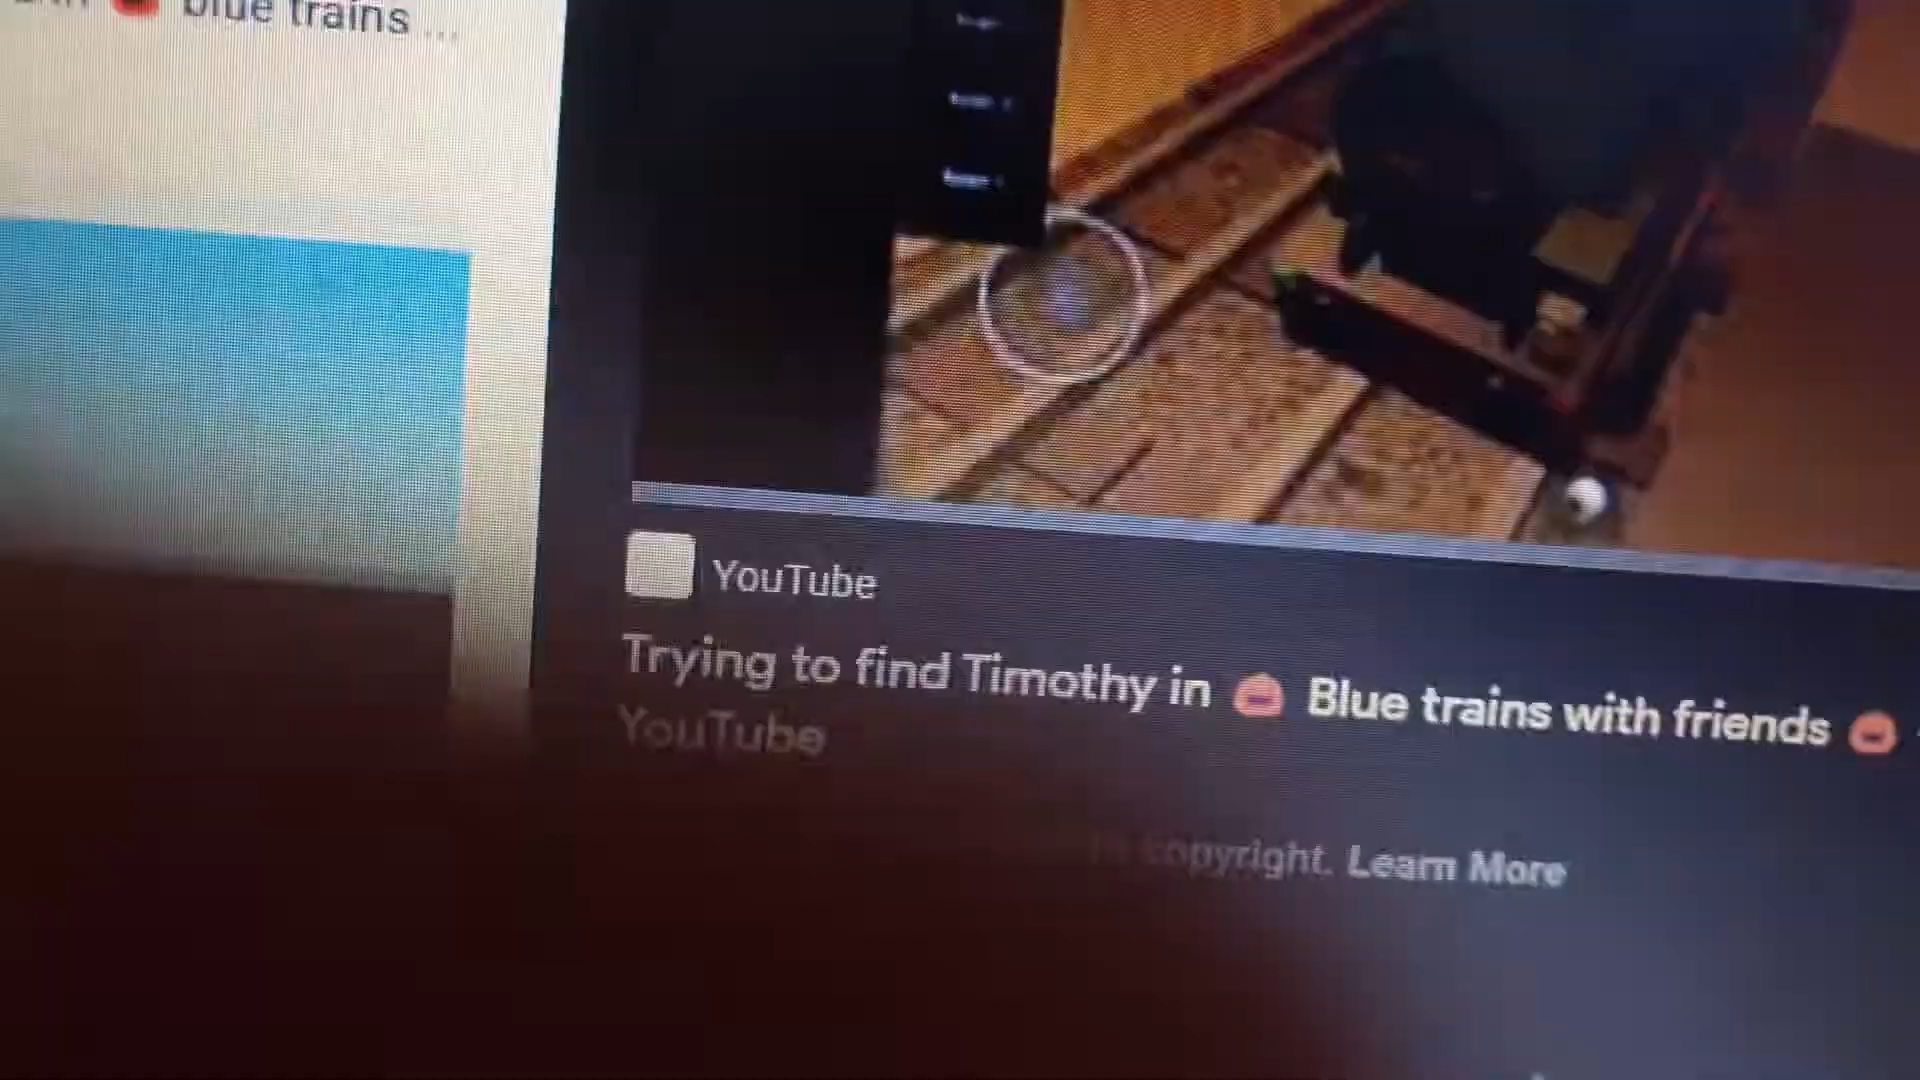 blue trains ...
YouTube
Trying to find Timothy in 🎃 Blue trains with friends 🎃
YouTube
copyright. Learn More